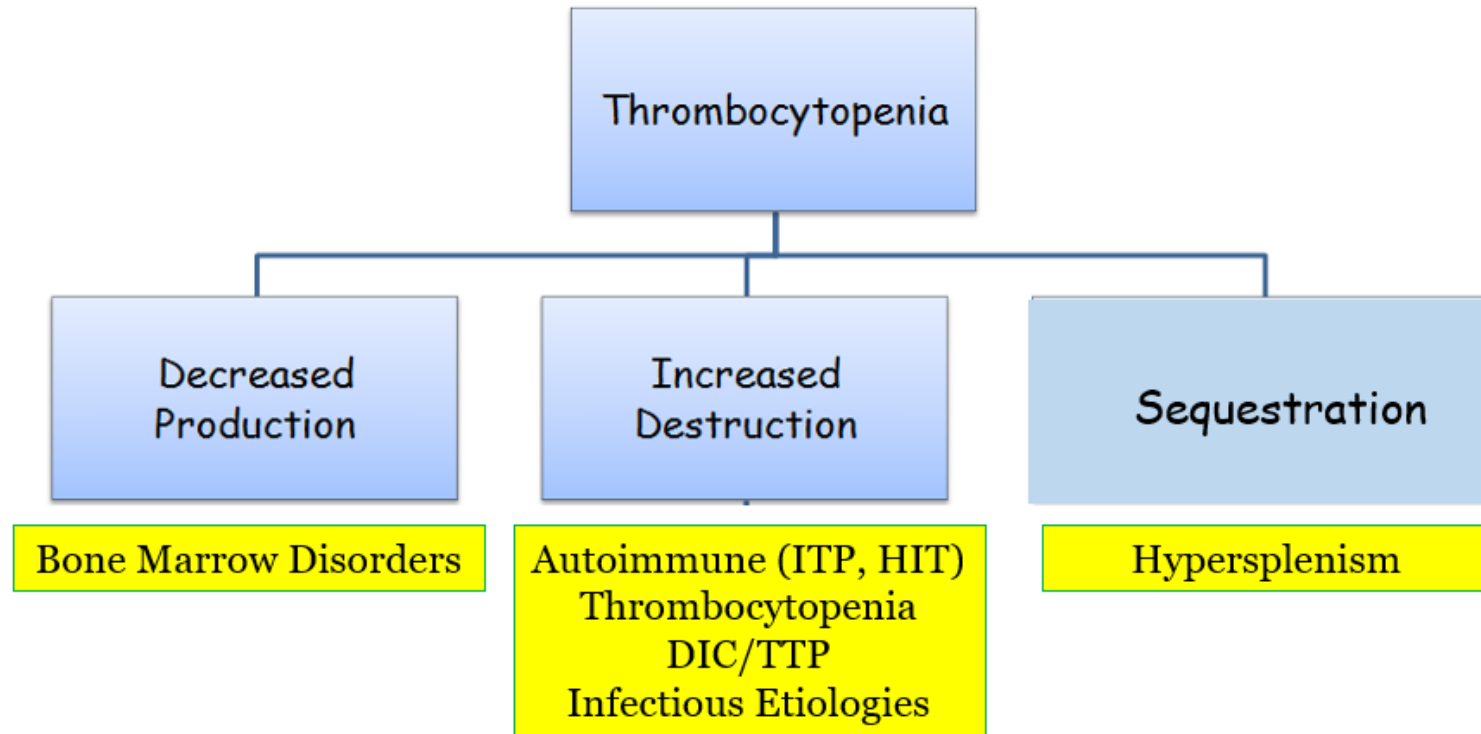 Thrombocytopenia
Decreased
Production
Increased
Destruction
Sequestration
Bone Marrow Disorders
Autoimmune (ITP, HIT)
Thrombocytopenia
DIC/TTP
Infectious Etiologies
Hypersplenism